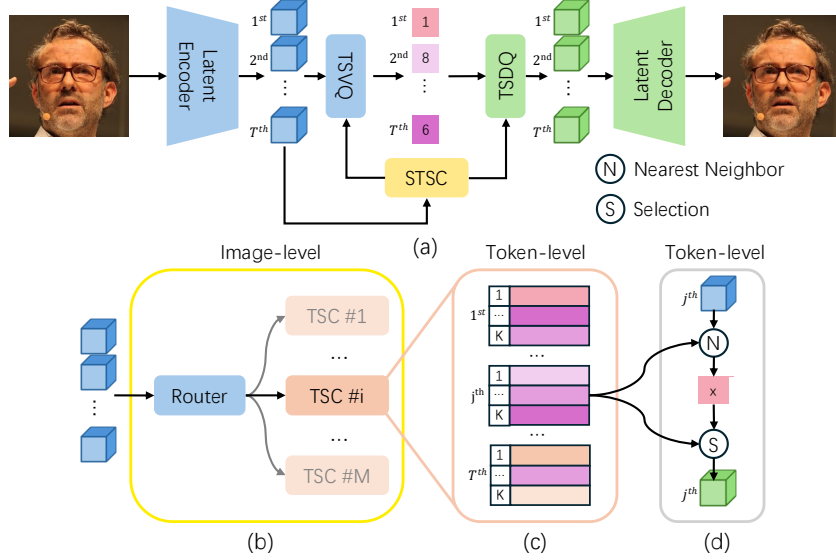 Latent Encoder
1st
2nd
...
Tth
TSVQ
1st 1
2nd 8
...
Tth 6
TSDQ
1st
2nd
...
Tth
Latent Decoder
STSC
N Nearest Neighbor
S Selection
(a)
Image-level
Token-level
Token-level
...
Router
TSC #1
...
TSC #i
...
TSC #M
1st
1
...
K
...
jth
1
...
K
...
Tth
1
...
K
jth
N
x
S
jth
(b)
(c)
(d)